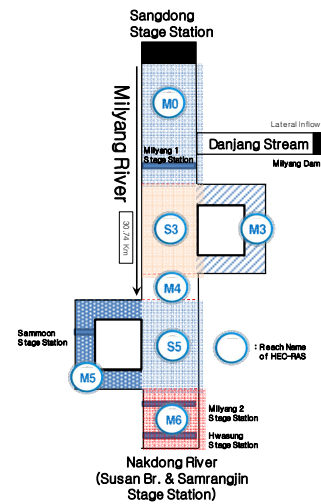 Sangdong
Stage Station
M0
Milyang River
30.74 Km
Lateral Inflow
Danjang Stream
Milyang 1
Stage Station
Milyang Dam
S3
M3
M4
Sammoon
Stage Station
S5
: Reach Name
of HEC-RAS
M5
M6
Milyang 2
Stage Station
Hwasung
Stage Station
Nakdong River
(Susan Br. & Samrangjin
Stage Station)